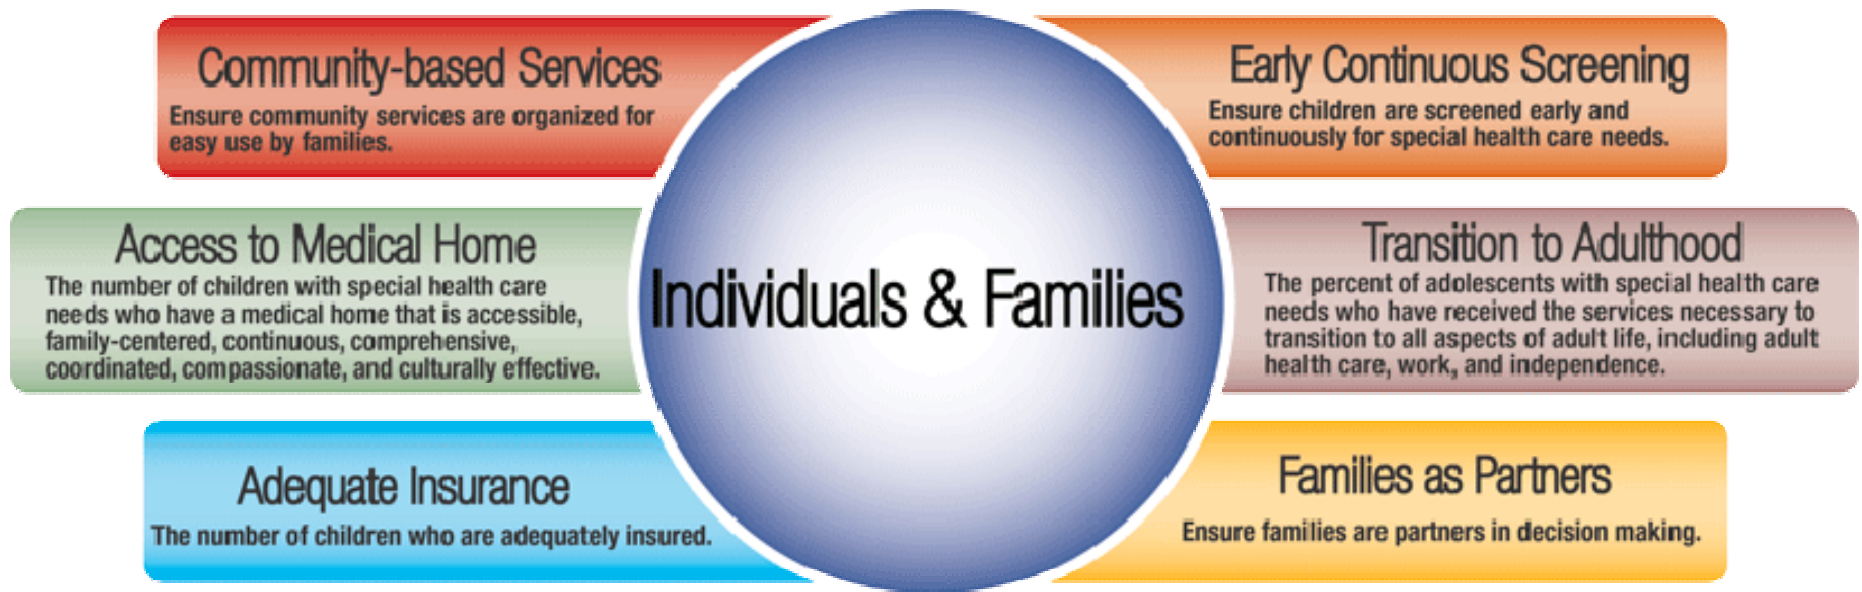 Community-based Services
Ensure community services are organized for
easy use by families.
Early Continuous Screening
Ensure children are screened early and
continuously for special health care needs.
Access to Medical Home
The number of children with special health care
needs who have a medical home that is accessible,
family-centered, continuous, comprehensive,
coordinated, compassionate, and culturally effective.
Individuals & Families
Transition to Adulthood
The percent of adolescents with special health care
needs who have received the services necessary to
transition to all aspects of adult life, including adult
health care, work, and independence.
Adequate Insurance
The number of children who are adequately insured.
Families as Partners
Ensure families are partners in decision making.